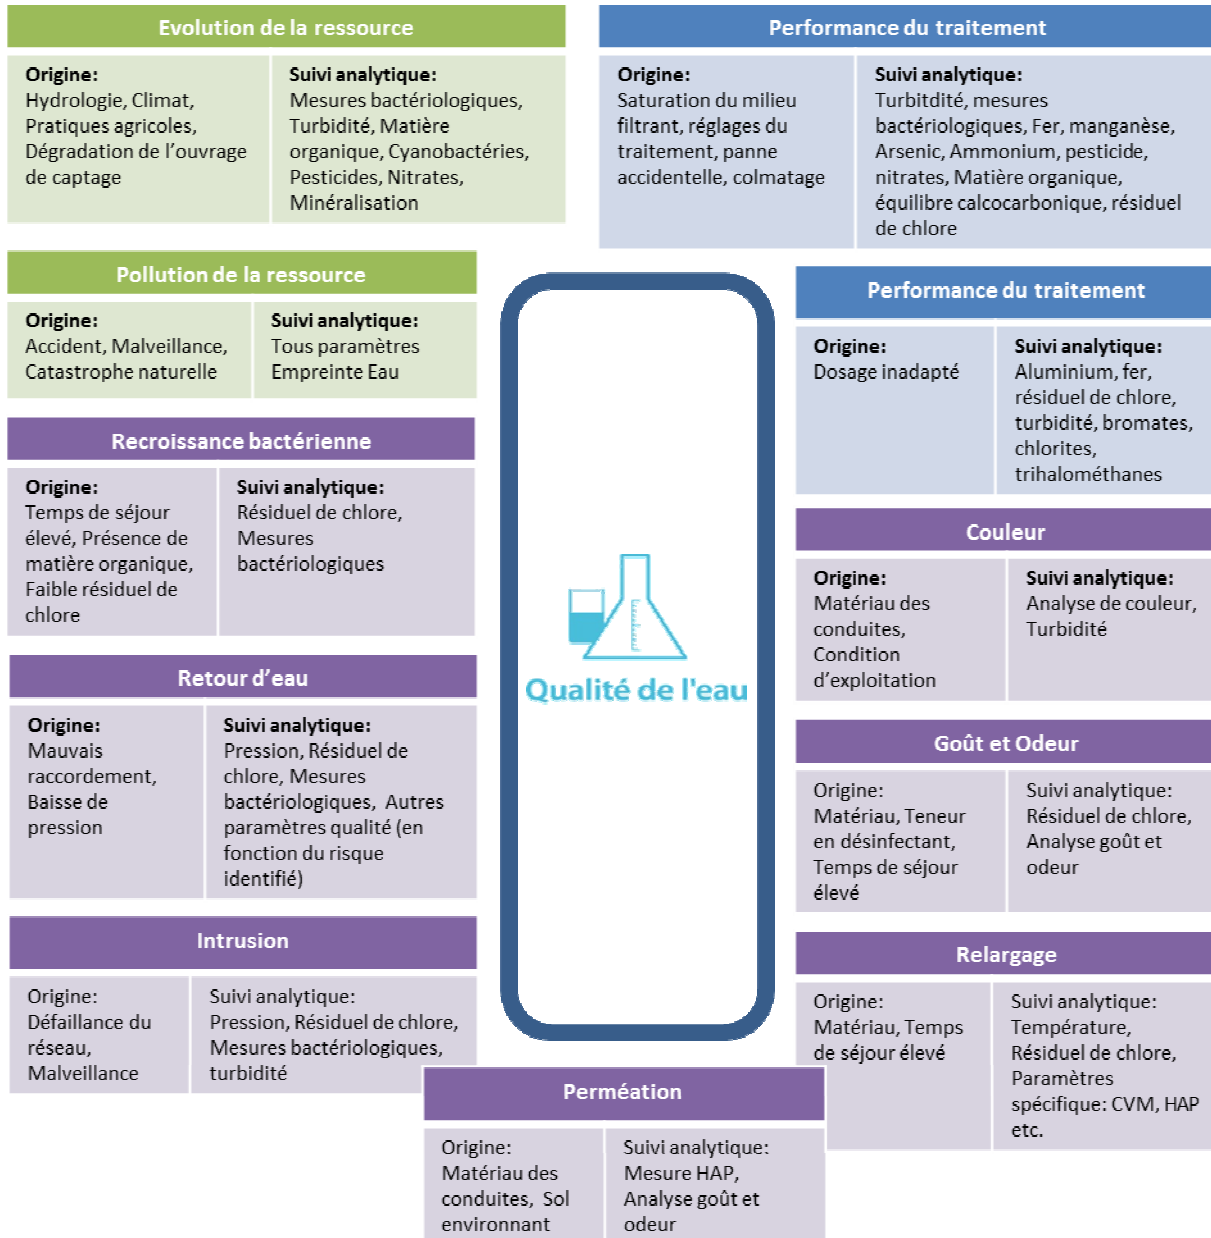 Evolution de la ressource
Origine:
Hydrologie, Climat,
Pratiques agricoles,
Dégradation de l'ouvrage
de captage
Suivi analytique:
Mesures bactériologiques,
Turbidité, Matière
organique, Cyanobactéries,
Pesticides, Nitrates,
Minéralisation
Performance du traitement
Origine:
Saturation du milieu
filtrant, réglages du
traitement, panne
accidentelle, colmatage
Suivi analytique:
Turbitdité, mesures
bactériologiques, Fer, manganèse,
Arsenic, Ammonium, pesticide,
nitrates, Matière organique,
équilibre calcocarbonique, résiduel
de chlore
Pollution de la ressource
Origine:
Accident, Malveillance,
Catastrophe naturelle
Suivi analytique:
Tous paramètres
Empreinte Eau
Performance du traitement
Origine:
Dosage inadapté
Suivi analytique:
Aluminium, fer,
résiduel de chlore,
turbidité, bromates,
chlorites,
trihalométhanes
Recroissance bactérienne
Origine:
Temps de séjour
élevé, Présence de
matière organique,
Faible résiduel de
chlore
Suivi analytique:
Résiduel de chlore,
Mesures
bactériologiques
Couleur
Origine:
Matériau des
conduites,
Condition
d'exploitation
Suivi analytique:
Analyse de couleur,
Turbidité
Qualité de l'eau
Retour d'eau
Origine:
Mauvais
raccordement,
Baisse de
pression
Suivi analytique:
Pression, Résiduel de
chlore, Mesures
bactériologiques, Autres
paramètres qualité (en
fonction du risque
identifié)
Goût et Odeur
Origine:
Matériau, Teneur
en désinfectant,
Temps de séjour
élevé
Suivi analytique:
Résiduel de chlore,
Analyse goût et
odeur
Intrusion
Origine:
Défaillance du
réseau,
Malveillance
Suivi analytique:
Pression, Résiduel de chlore,
Mesures bactériologiques,
turbidité
Relargage
Origine:
Matériau, Temps
de séjour élevé
Suivi analytique:
Température,
Résiduel de chlore,
Paramètres
spécifique: CVM, HAP
etc.
Perméation
Origine:
Matériau des
conduites, Sol
environnant
Suivi analytique:
Mesure HAP,
Analyse goût et
odeur